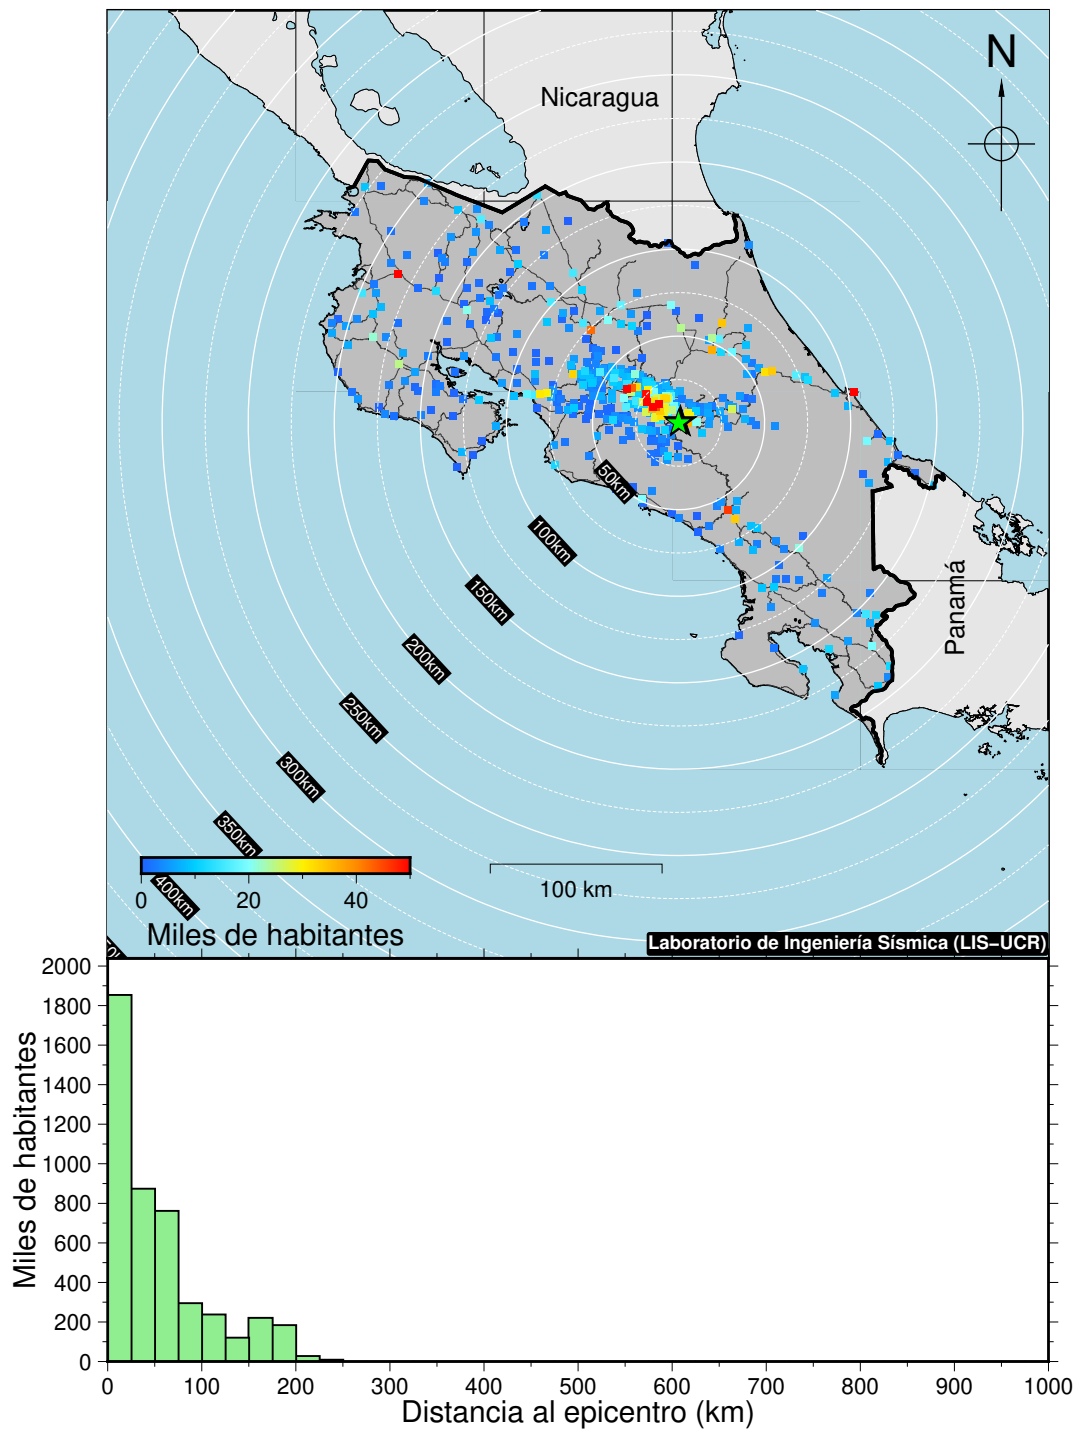 N
Nicaragua
Panamá
50km
100km
150km
200km
250km
300km
350km
400km
0 20 40
Miles de habitantes
100 km
Laboratorio de Ingeniería Sísmica (LIS−UCR)
Miles de habitantes
2000
1800
1600
1400
1200
1000
800
600
400
200
0
0 100 200 300 400 500 600 700 800 900 1000
Distancia al epicentro (km)